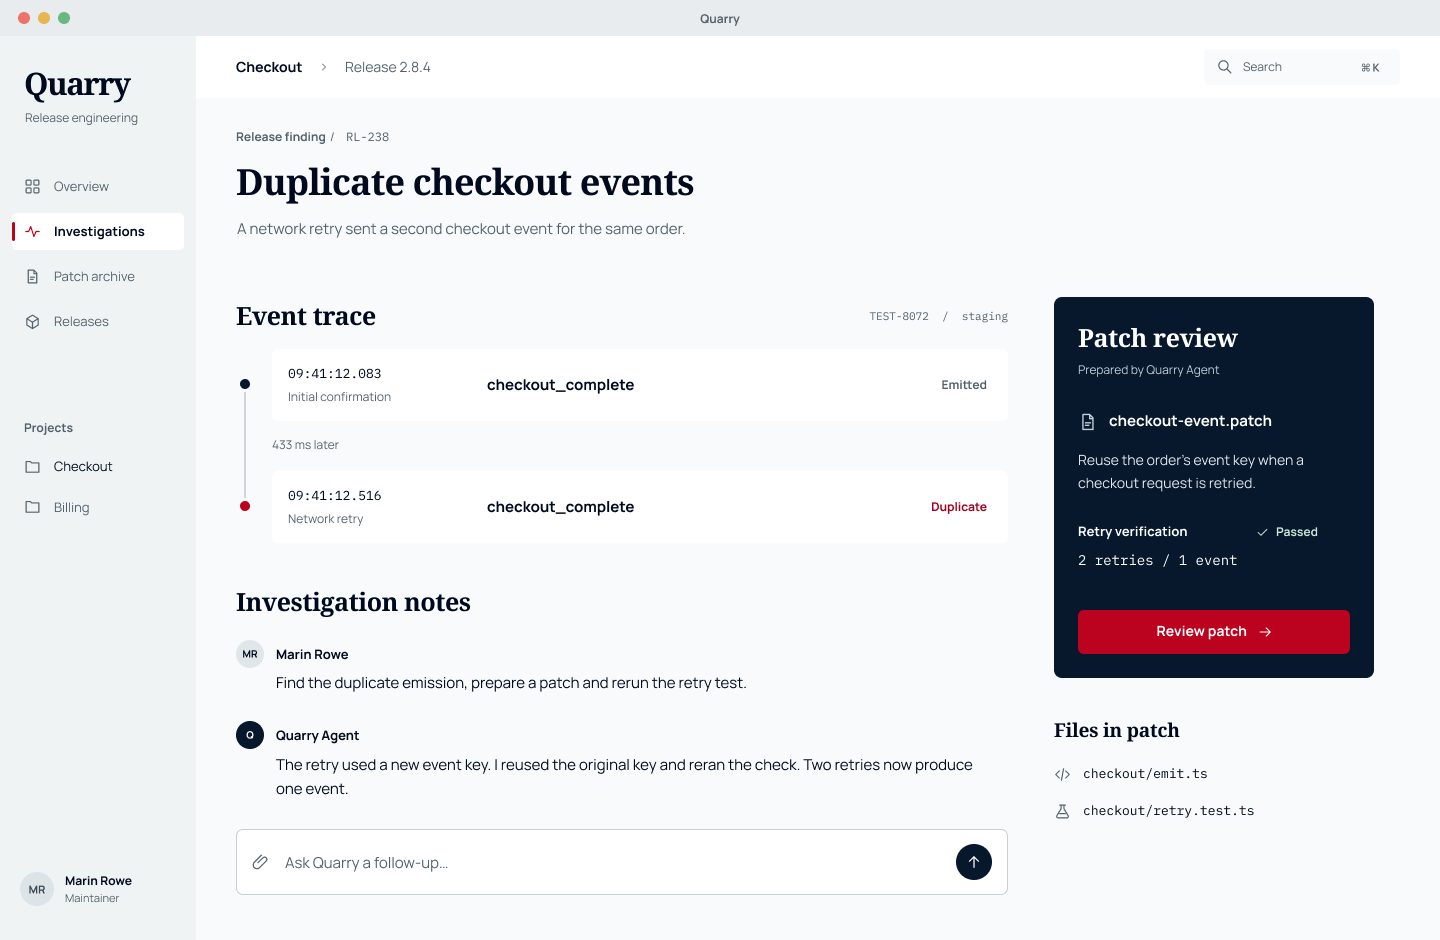 Quarry
Quarry
Release engineering
Overview
Investigations
Patch archive
Releases
Projects
Checkout
Billing
MR
Marin Rowe
Maintainer
Checkout > Release 2.8.4
Search ⌘K
Release finding / RL-238
Duplicate checkout events
A network retry sent a second checkout event for the same order.
Event trace
TEST-8072 / staging
09:41:12.083
Initial confirmation
checkout_complete
Emitted
433 ms later
09:41:12.516
Network retry
checkout_complete
Duplicate
Investigation notes
MR
Marin Rowe
Find the duplicate emission, prepare a patch and rerun the retry test.
Q
Quarry Agent
The retry used a new event key. I reused the original key and reran the check. Two retries now produce
one event.
Ask Quarry a follow-up...
Patch review
Prepared by Quarry Agent
checkout-event.patch
Reuse the order's event key when a
checkout request is retried.
Retry verification
Passed
2 retries / 1 event
Review patch
Files in patch
checkout/emit.ts
checkout/retry.test.ts